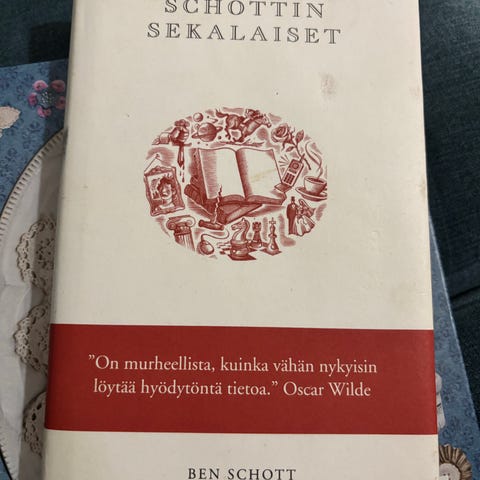 SCHOTTIN
SEKALAISET
”On murheellista, kuinka vähän nykyisin
löytää hyödytöntä tietoa.” Oscar Wilde
BEN SCHOTT